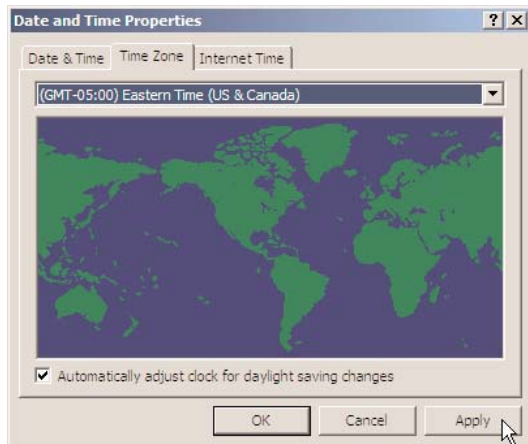 Date and Time Properties
Date & Time Time Zone Internet Time
(GMT-05:00) Eastern Time (US & Canada)
Automatically adjust clock for daylight saving changes
OK Cancel Apply